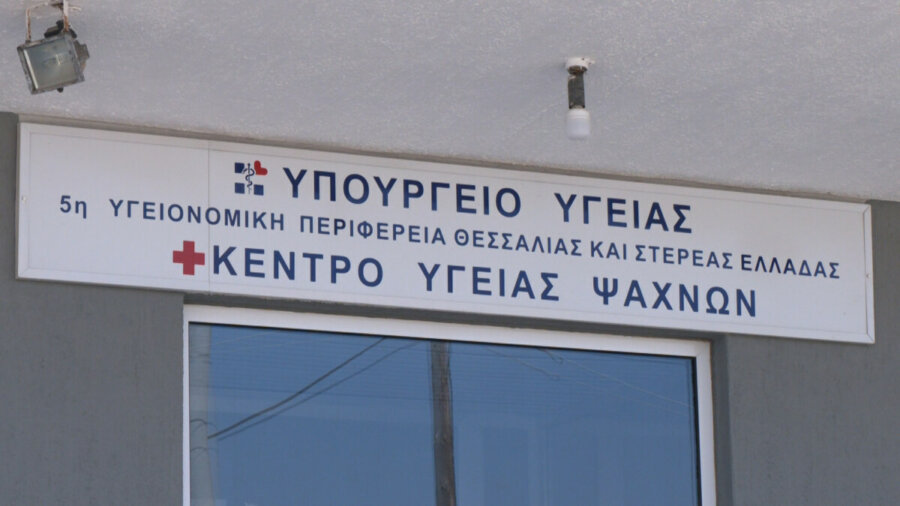 ΥΠΟΥΡΓΕΙΟ ΥΓΕΙΑΣ
5η ΥΓΕΙΟΝΟΜΙΚΗ ΠΕΡΙΦΕΡΕΙΑ ΘΕΣΣΑΛΙΑΣ ΚΑΙ ΣΤΕΡΕΑΣ ΕΛΛΑΔΑΣ
ΚΕΝΤΡΟ ΥΓΕΙΑΣ ΨΑΧΝΩΝ